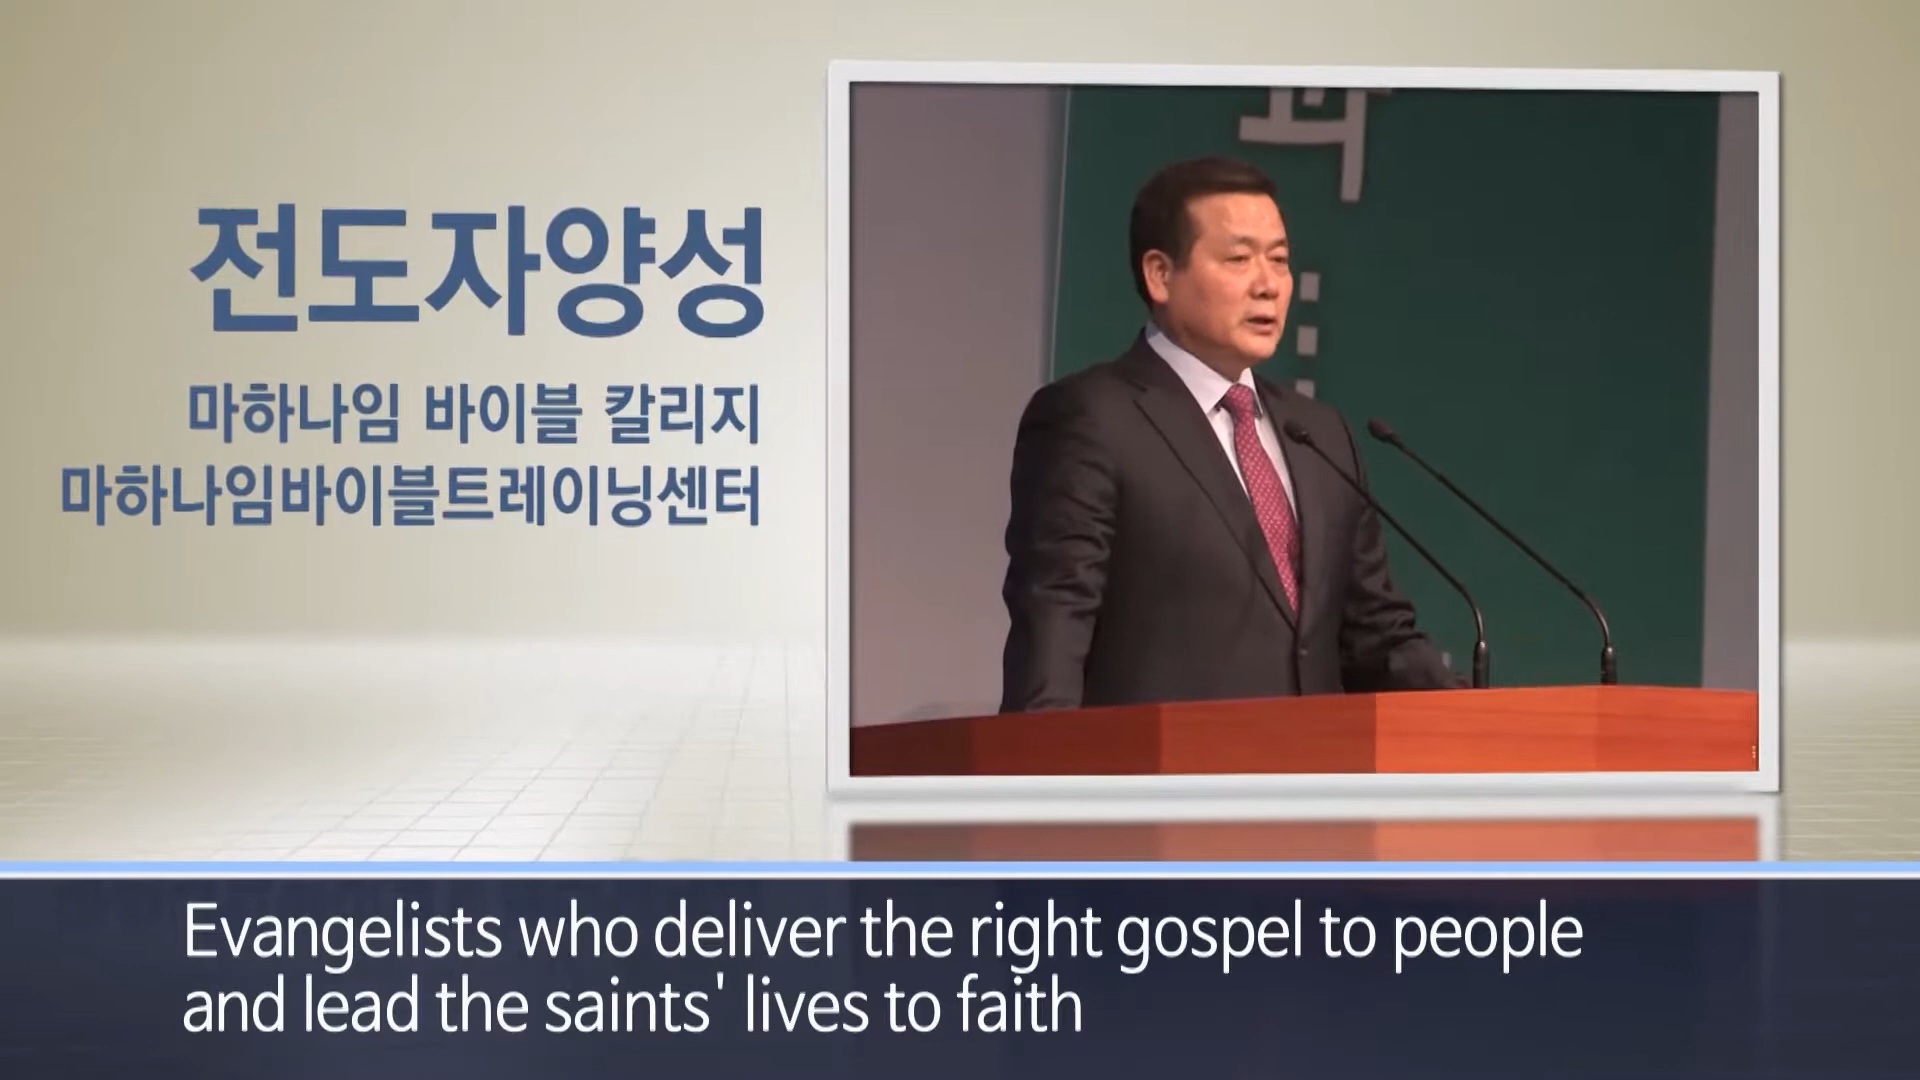 전도자양성
마하나임 바이블 칼리지
마하나임바이블트레이닝센터
Evangelists who deliver the right gospel to people
and lead the saints' lives to faith